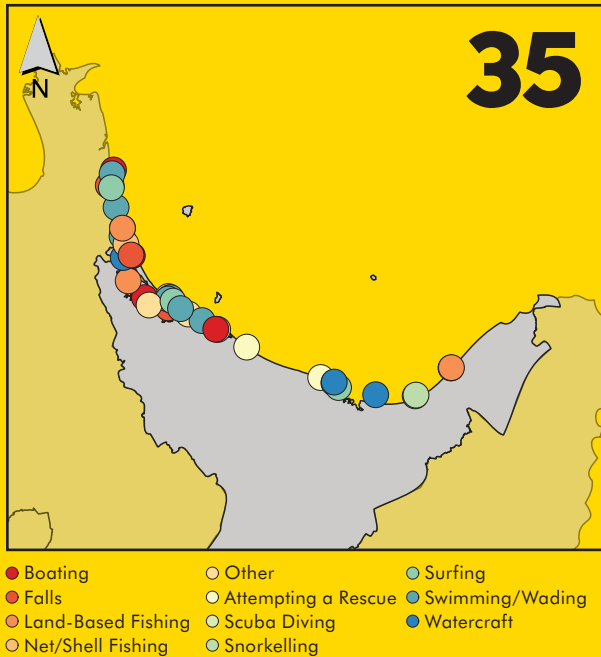 35
N
Boating
Falls
Land-Based Fishing
Net/Shell Fishing
Other
Attempting a Rescue
Scuba Diving
Snorkelling
Surfing
Swimming/Wading
Watercraft